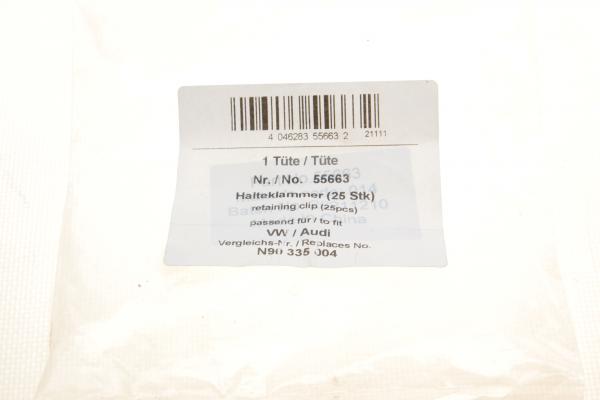 4 046283 55663 2 21111
1 Tüte / Tüte
Nr. / No. 55663
Halteklammer (25 Stk)
retaining clip (25pcs)
passend für / to fit
VW / Audi
Vergleichs-Nr. / Replaces No.
N90 335 004